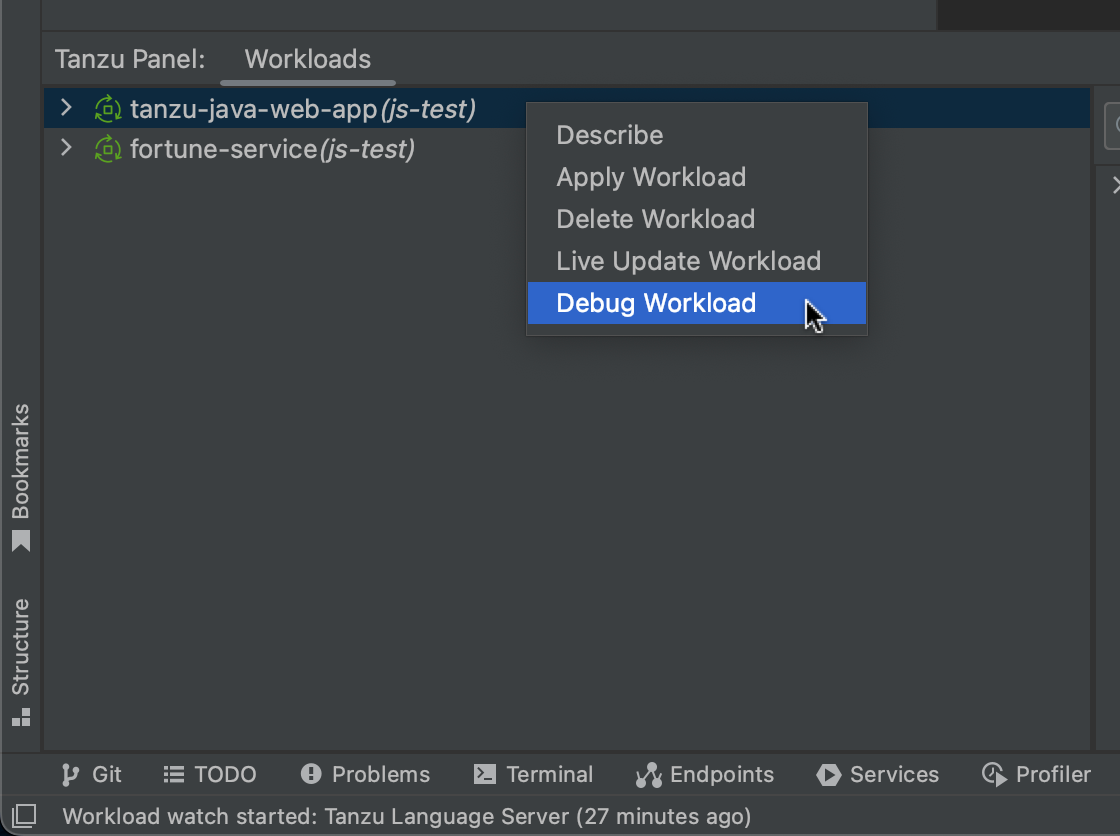 Tanzu Panel: Workloads
tanzu-java-web-app (js-test)
fortune-service (js-test)
Describe
Apply Workload
Delete Workload
Live Update Workload
Debug Workload
Bookmarks
Structure
Git TODO Problems Terminal Endpoints Services Profiler
Workload watch started: Tanzu Language Server (27 minutes ago)